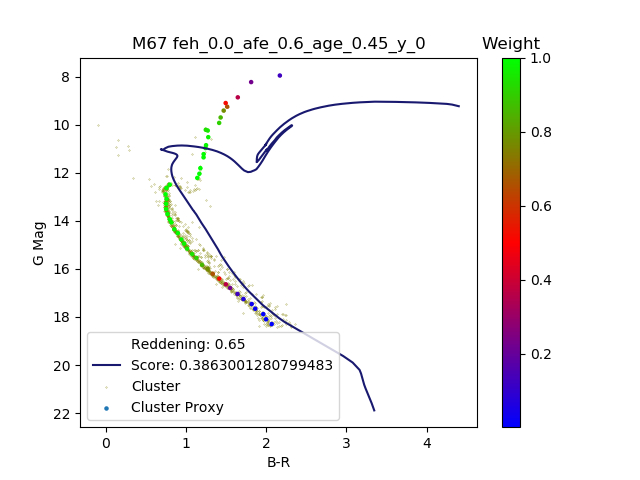 M67 feh_0.0_afe_0.6_age_0.45_y_0
Weight
8
10
12
14
16
18
20
22
G Mag
0
1
2
3
4
B-R
1.0
0.8
0.6
0.4
0.2
Reddening: 0.65
Score: 0.3863001280799483
Cluster
Cluster Proxy